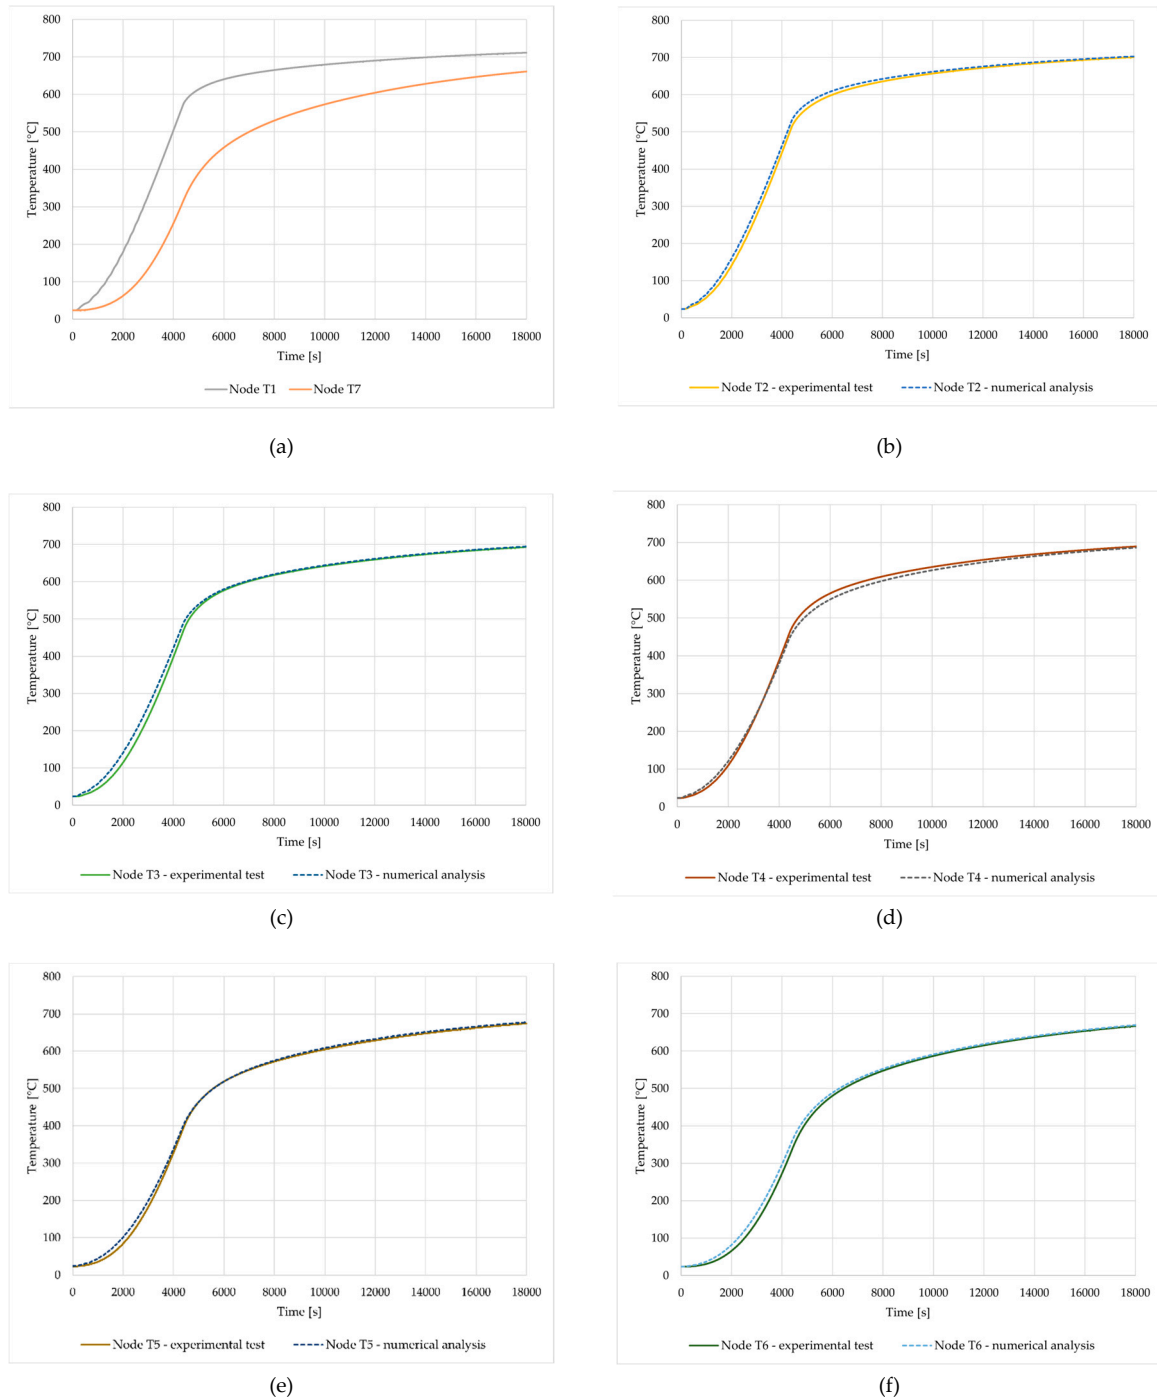 800
700
600
500
400
300
200
100
0
Temperature [°C]
0 2000 4000 6000 8000 10000 12000 14000 16000 18000
Time [s]
Node T1 Node T7
(a)
800
700
600
500
400
300
200
100
0
Temperature [°C]
0 2000 4000 6000 8000 10000 12000 14000 16000 18000
Time [s]
Node T2 - experimental test Node T2 - numerical analysis
(b)
800
700
600
500
400
300
200
100
0
Temperature [°C]
0 2000 4000 6000 8000 10000 12000 14000 16000 18000
Time [s]
Node T3 - experimental test Node T3 - numerical analysis
(c)
800
700
600
500
400
300
200
100
0
Temperature [°C]
0 2000 4000 6000 8000 10000 12000 14000 16000 18000
Time [s]
Node T4 - experimental test Node T4 - numerical analysis
(d)
800
700
600
500
400
300
200
100
0
Temperature [°C]
0 2000 4000 6000 8000 10000 12000 14000 16000 18000
Time [s]
Node T5 - experimental test Node T5 - numerical analysis
(e)
800
700
600
500
400
300
200
100
0
Temperature [°C]
0 2000 4000 6000 8000 10000 12000 14000 16000 18000
Time [s]
Node T6 - experimental test Node T6 - numerical analysis
(f)